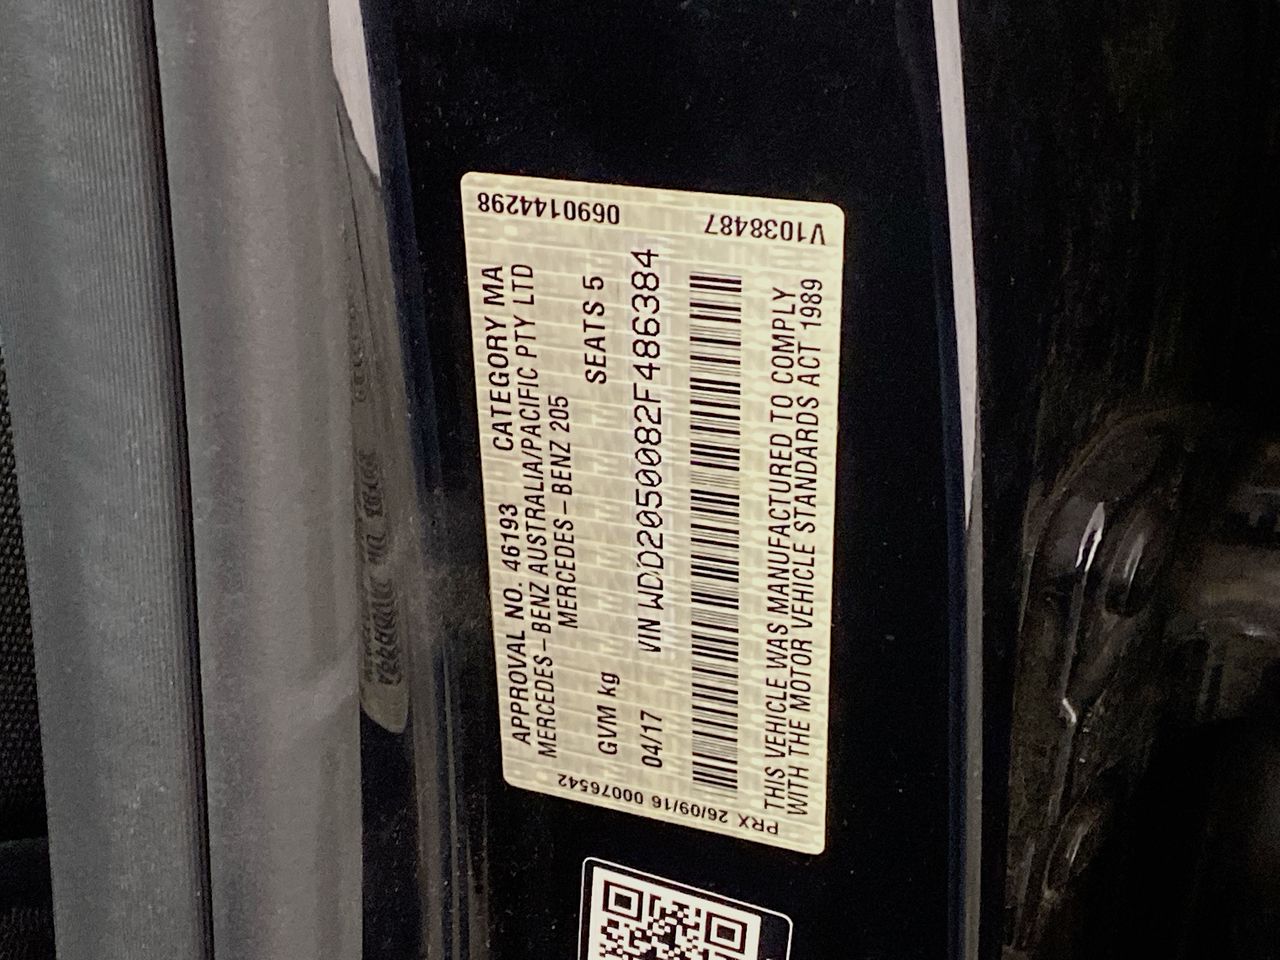 0690144298
V1038487
APPROVAL NO. 46193 CATEGORY MA
MERCEDES-BENZ AUSTRALIA/PACIFIC PTY LTD
MERCEDES-BENZ 205
GVM kg SEATS 5
04/17 VIN WDD2050082F486384
THIS VEHICLE WAS MANUFACTURED TO COMPLY
WITH THE MOTOR VEHICLE STANDARDS ACT 1989
PRX 26/09/16 00076542